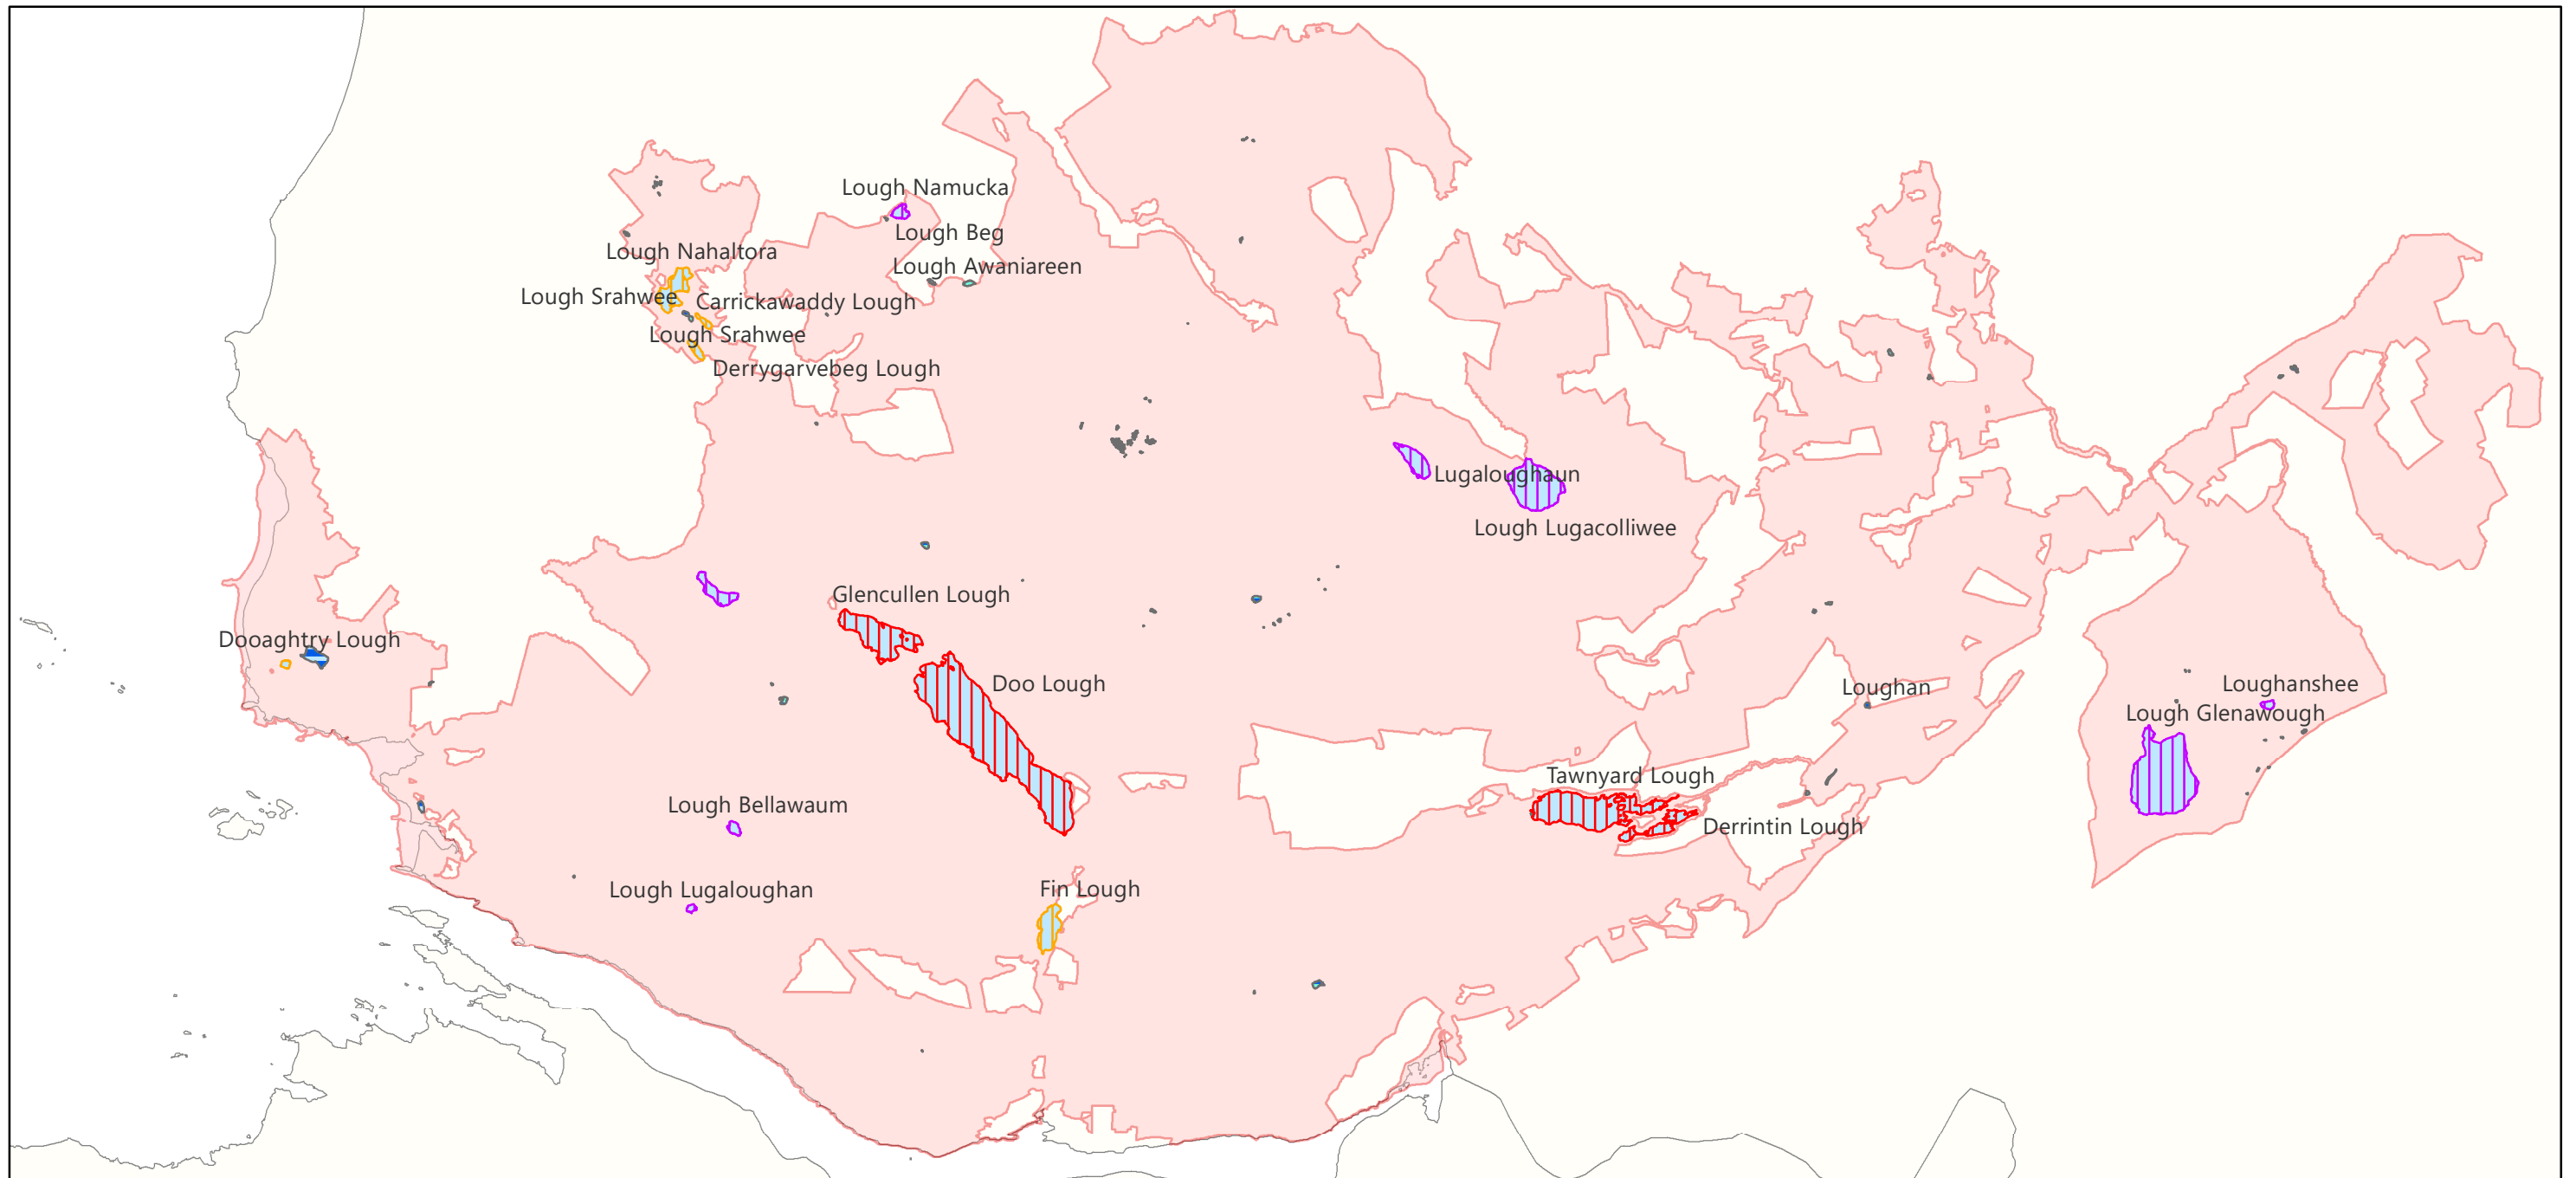 Lough Namucka
Lough Beg
Lough Nahaltora
Lough Awaniareen
Lough Srahwee
Carrickawaddy Lough
Lough Srahwee
Derrygarvebeg Lough
Lugaloughaun
Lough Lugacolliwee
Glencullen Lough
Dooaghtry Lough
Doo Lough
Loughan
Loughanshee
Lough Glenawough
Tawnyard Lough
Lough Bellawaum
Derrintin Lough
Lough Lugaloughan
Fin Lough